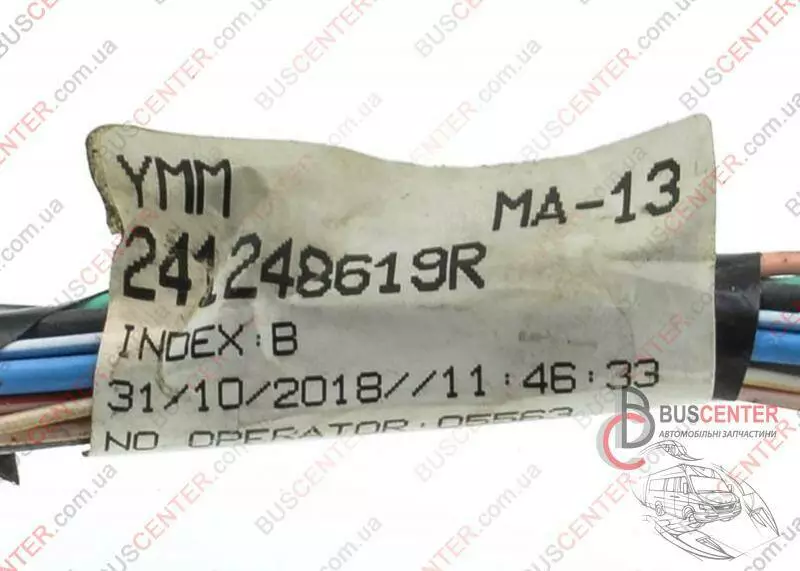 YMM
MA-13
241248619R
INDEX:B
31/10/2018//11:46:33
NO OPERATOR:05563
BUSCENTER
АВТОМОБІЛЬНІ ЗАПЧАСТИНИ
BUSCENTER.com.ua